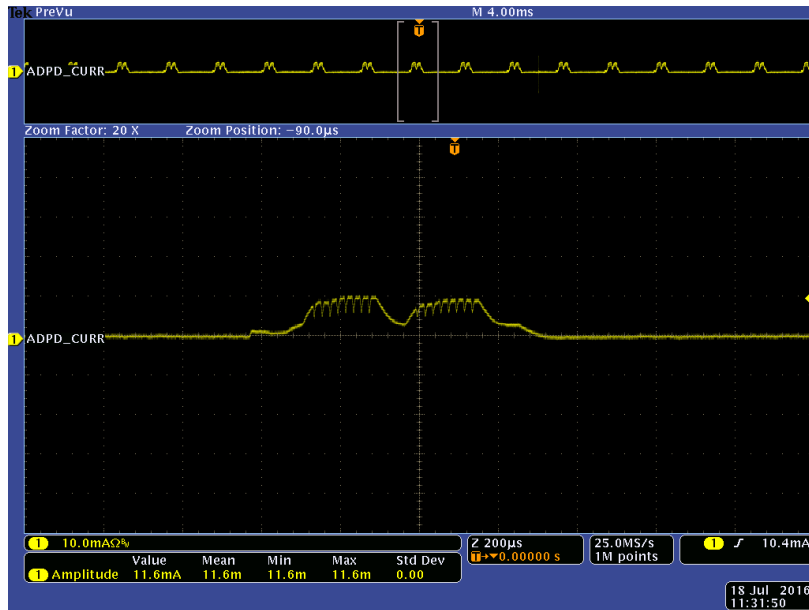 Tek PreVu M 4.00ms
T
1 ADPD_CURR
Zoom Factor: 20 X Zoom Position: −90.0µs
T
1 ADPD_CURR
1 10.0mAΩ Z 200µs 25.0MS/s 1 10.4mA
T→▼0.00000 s 1M points
Value Mean Min Max Std Dev
1 Amplitude 11.6mA 11.6m 11.6m 11.6m 0.00
18 Jul 2016
11:31:50